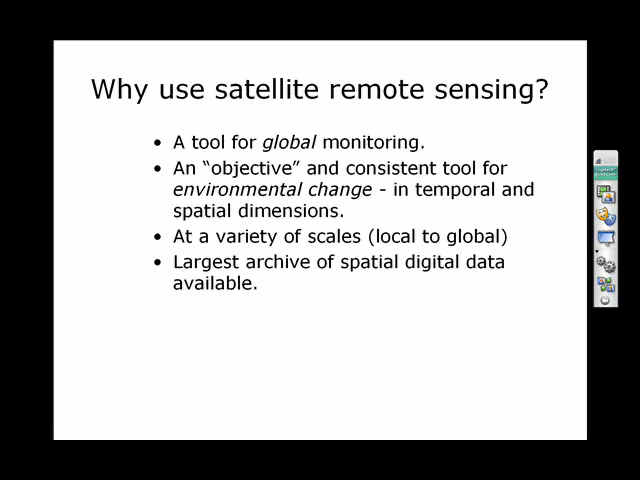 Why use satellite remote sensing?
• A tool for global monitoring.
• An “objective” and consistent tool for
environmental change - in temporal and
spatial dimensions.
• At a variety of scales (local to global)
• Largest archive of spatial digital data
available.